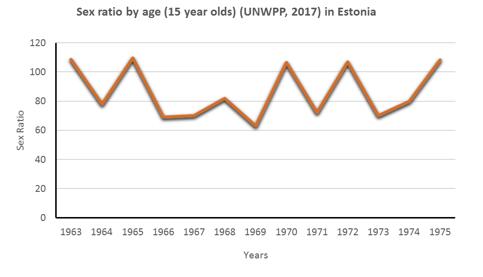 Sex ratio by age (15 year olds) (UNWPP, 2017) in Estonia
120
100
80
60
40
20
0
Sex Ratio
1963 1964 1965 1966 1967 1968 1969 1970 1971 1972 1973 1974 1975
Years